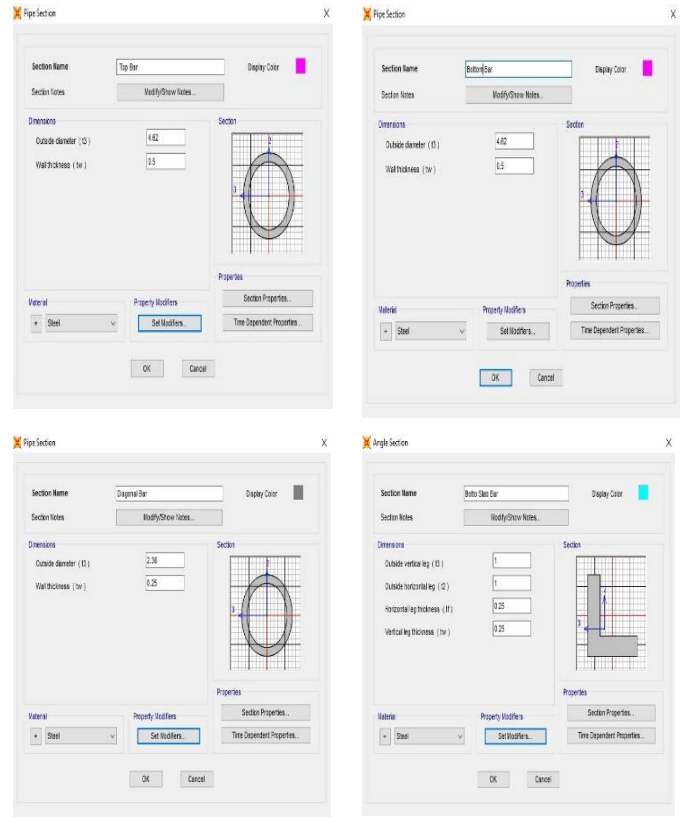 Pipe Section
X
Section Name Top Bar Display Color
Section Notes Modify/Show Notes...
Dimensions
Section
Outside diameter ( t3 ) 4.62
Wall thickness ( tw ) 0.5
2
3
Properties
Section Properties...
Time Dependent Properties...
Material
+ Steel
Property Modifiers
Set Modifiers...
OK Cancel
Pipe Section
X
Section Name Bottom Bar Display Color
Section Notes Modify/Show Notes...
Dimensions
Section
Outside diameter ( t3 ) 4.62
Wall thickness ( tw ) 0.5
3
Properties
Section Properties...
Time Dependent Properties...
Material
+ Steel
Property Modifiers
Set Modifiers...
OK Cancel
Pipe Section
X
Section Name Diagonal Bar Display Color
Section Notes Modify/Show Notes...
Dimensions
Section
Outside diameter ( t3 ) 2.38
Wall thickness ( tw ) 0.25
3
Properties
Section Properties...
Time Dependent Properties...
Material
+ Steel
Property Modifiers
Set Modifiers...
OK Cancel
Angle Section
X
Section Name Botto Slab Bar Display Color
Section Notes Modify/Show Notes...
Dimensions
Section
Outside vertical leg ( t3 ) 1
Outside horizontal leg ( t2 ) 1
Horizontal leg thickness ( tf ) 0.25
Vertical leg thickness ( tw ) 0.25
2
3
Properties
Section Properties...
Time Dependent Properties...
Material
+ Steel
Property Modifiers
Set Modifiers...
OK Cancel